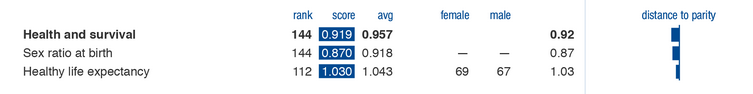 rank score avg female male distance to parity
Health and survival 144 0.919 0.957 0.92
Sex ratio at birth 144 0.870 0.918 — — 0.87
Healthy life expectancy 112 1.030 1.043 69 67 1.03